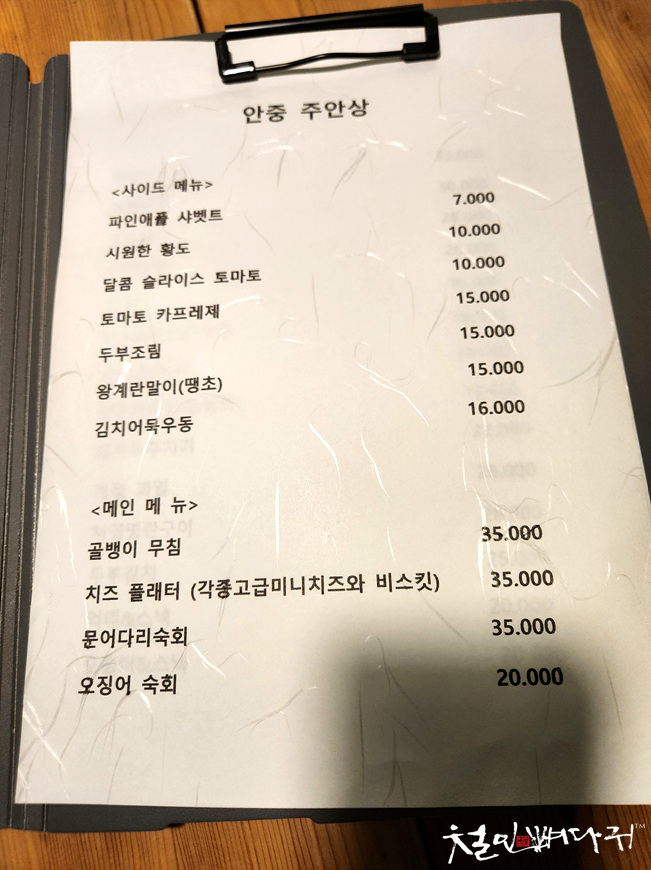 안중 주안상
<사이드 메뉴>
파인애플 샤벳트 7.000
시원한 황도 10.000
달콤 슬라이스 토마토 10.000
토마토 카프레제 15.000
두부조림 15.000
왕계란말이(땡초) 15.000
김치어묵우동 16.000
<메인 메 뉴>
골뱅이 무침 35.000
치즈 플래터 (각종고급미니치즈와 비스킷) 35.000
문어다리숙회 35.000
오징어 숙회 20.000
철인뼈다귀 TM